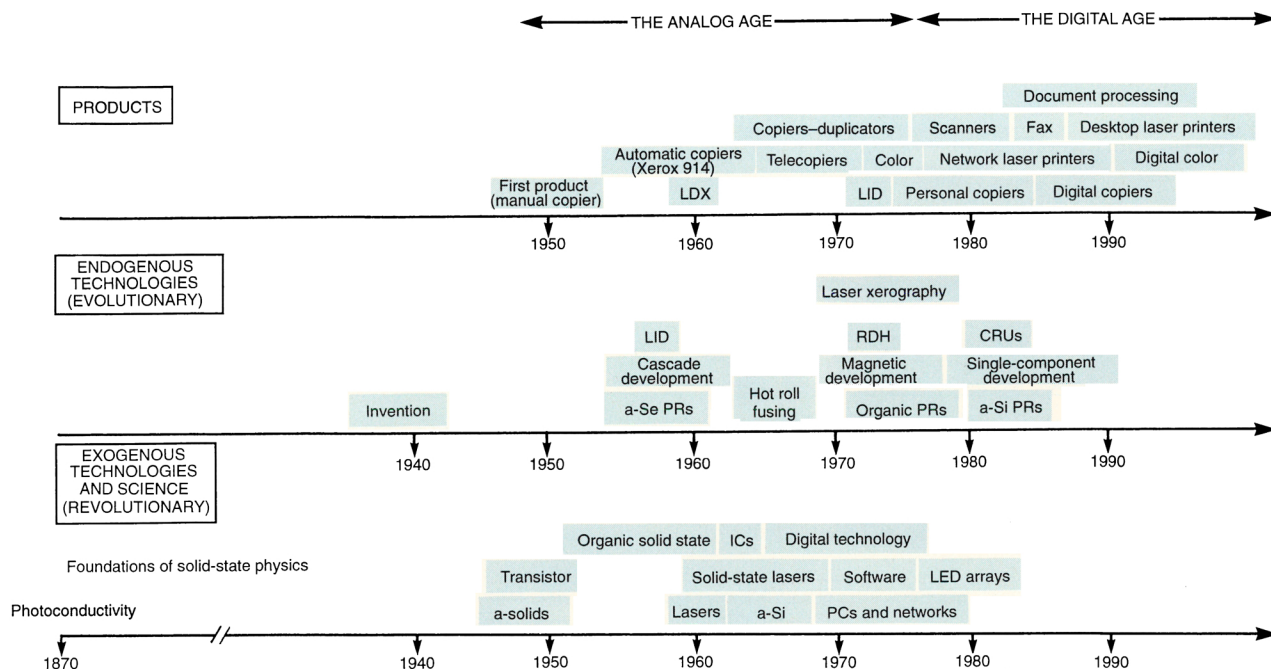 THE ANALOG AGE
THE DIGITAL AGE
PRODUCTS
Document processing
Copiers–duplicators
Scanners
Fax
Desktop laser printers
Automatic copiers
(Xerox 914)
Telecopiers
Color
Network laser printers
Digital color
First product
(manual copier)
LDX
LID
Personal copiers
Digital copiers
1950
1960
1970
1980
1990
ENDOGENOUS
TECHNOLOGIES
(EVOLUTIONARY)
Laser xerography
LID
RDH
CRUs
Cascade
development
Magnetic
development
Single-component
development
Invention
a-Se PRs
Hot roll
fusing
Organic PRs
a-Si PRs
1940
1950
1960
1970
1980
1990
EXOGENOUS
TECHNOLOGIES
AND SCIENCE
(REVOLUTIONARY)
Organic solid state
ICs
Digital technology
Foundations of solid-state physics
Transistor
Solid-state lasers
Software
LED arrays
Photoconductivity
a-solids
Lasers
a-Si
PCs and networks
1870
1940
1950
1960
1970
1980
1990